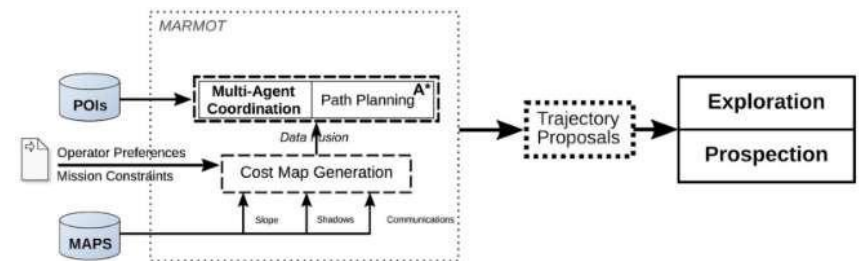 MARMOT
POIs
Multi-Agent
Coordination
Path Planning
A*
Data Fusion
Operator Preferences
Mission Constraints
Cost Map Generation
Slope
Shadows
Communications
MAPS
Trajectory
Proposals
Exploration
Prospection